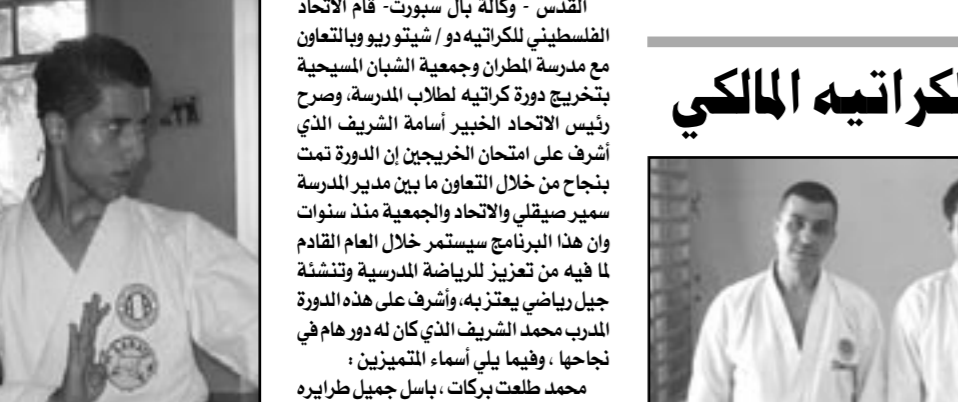 لكراتيه المالكي
القدس - وكالة بال سبورت- قام الاتحاد
الفلسطيني للكراتيه دو / شيتو ريو وبالتعاون
مع مدرسة المطران وجمعية الشبان المسيحية
بتخريج دورة كراتيه لطلاب المدرسة، وصرح
رئيس الاتحاد الخبير أسامة الشريف الذي
أشرف على امتحان الخريجين إن الدورة تمت
بنجاح من خلال التعاون ما بين مدير المدرسة
سمير صيقلي والاتحاد والجمعية منذ سنوات
وان هذا البرنامج سيستمر خلال العام القادم
لما فيه من تعزيز للرياضة المدرسية وتنشئة
جيل رياضي يعتز به، وأشرف على هذه الدورة
المدرب محمد الشريف الذي كان له دور هام في
نجاحها ، وفيما يلي أسماء المتميزين :
محمد طلعت بركات ، باسل جميل طرايره